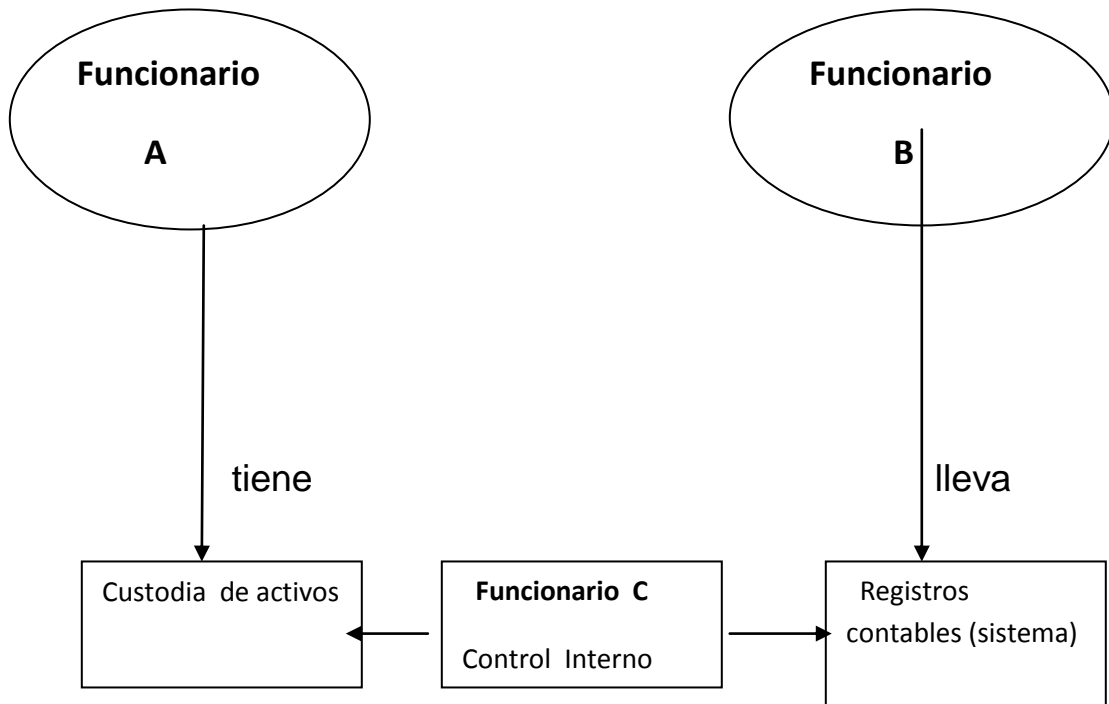 Funcionario
A
Funcionario
B
tiene
lleva
Custodia de activos
Funcionario C
Control Interno
Registros
contables (sistema)